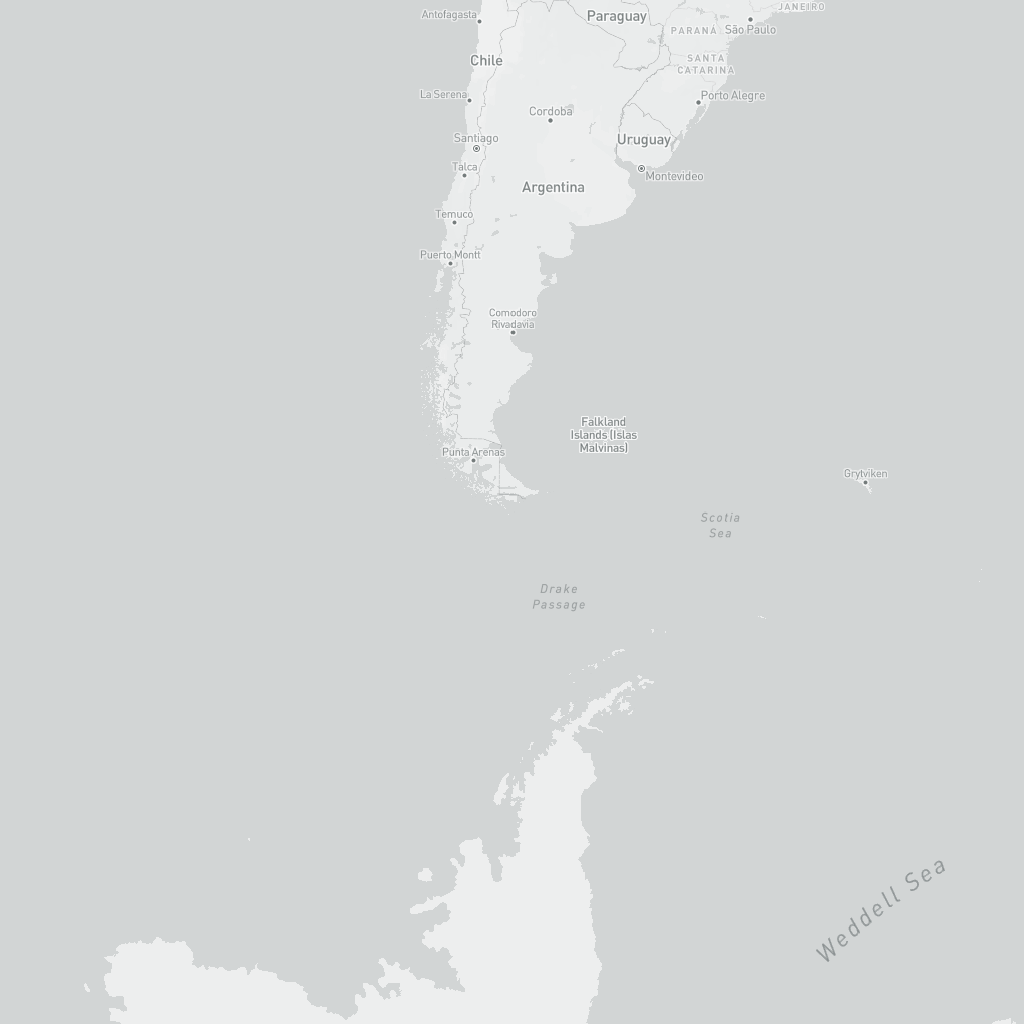 JANEIRO
Antofagasta
Paraguay
PARANÁ
São Paulo
Chile
SANTA
CATARINA
La Serena
Porto Alegre
Cordoba
Santiago
Uruguay
Talca
Montevideo
Argentina
Temuco
Puerto Montt
Comodoro
Rivadavia
Falkland
Islands (Islas
Malvinas)
Punta Arenas
Grytviken
Scotia
Sea
Drake
Passage
Weddell Sea